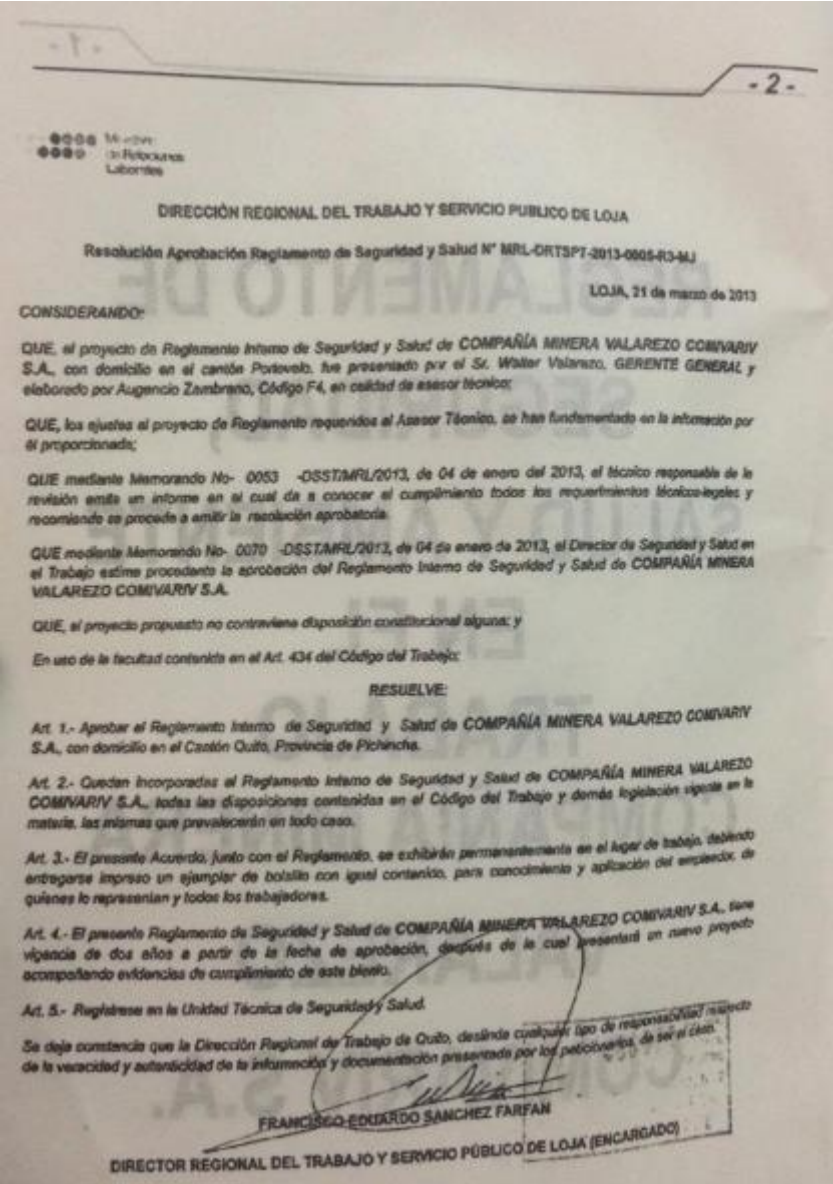 - 1 -
- 2 -
de Relaciones
Laborales
DIRECCIÓN REGIONAL DEL TRABAJO Y SERVICIO PUBLICO DE LOJA
Resolución Aprobación Reglamento de Seguridad y Salud N° MRL-DRTSP7-2013-0005-R3-MJ
LOJA, 21 de marzo de 2013
CONSIDERANDO:
QUE, el proyecto de Reglamento Interno de Seguridad y Salud de COMPAÑÍA MINERA VALAREZO COMIVARIV
S.A., con domicilio en el cantón Portovelo, fue presentado por el Sr. Walter Valarezo, GERENTE GENERAL y
elaborado por Augencio Zambrano, Código F4, en calidad de asesor técnico;
QUE, los ajustes al proyecto de Reglamento requeridos al Asesor Técnico, se han fundamentado en la información por
él proporcionada;
QUE mediante Memorando No- 0053 -DSST/MRL/2013, de 04 de enero del 2013, el técnico responsable de la
revisión emite un informe en el cual da a conocer el cumplimiento todos los requerimientos técnicos-legales y
recomienda se proceda a emitir la resolución aprobatoria.
QUE mediante Memorando No- 0070 -DSST/MRL/2013, de 04 de enero de 2013, el Director de Seguridad y Salud en
el Trabajo estima procedente la aprobación del Reglamento Interno de Seguridad y Salud de COMPAÑÍA MINERA
VALAREZO COMIVARIV S.A.
QUE, el proyecto propuesto no contraviene disposición constitucional alguna; y
En uso de la facultad contenida en el Art. 434 del Código del Trabajo:
RESUELVE:
Art. 1.- Aprobar el Reglamento Interno de Seguridad y Salud de COMPAÑÍA MINERA VALAREZO COMIVARIV
S.A., con domicilio en el Cantón Quito, Provincia de Pichincha.
Art. 2.- Quedan incorporadas al Reglamento Interno de Seguridad y Salud de COMPAÑÍA MINERA VALAREZO
COMIVARIV S.A., todas las disposiciones contenidas en el Código del Trabajo y demás legislación vigente en la
materia, las mismas que prevalecerán en todo caso.
Art. 3.- El presente Acuerdo, junto con el Reglamento, se exhibirán permanentemente en el lugar de trabajo, debiendo
entregarse impreso un ejemplar de bolsillo con igual contenido, para conocimiento y aplicación del empleador, de
quienes lo representan y todos los trabajadores.
Art. 4.- El presente Reglamento de Seguridad y Salud de COMPAÑÍA MINERA VALAREZO COMIVARIV S.A., tiene
vigencia de dos años a partir de la fecha de aprobación, después de la cual presentará un nuevo proyecto
acompañando evidencias de cumplimiento de este bienio.
Art. 5.- Regístrese en la Unidad Técnica de Seguridad y Salud.
Se deja constancia que la Dirección Regional de Trabajo de Quito, deslinda cualquier tipo de responsabilidad respecto
de la veracidad y autenticidad de la información y documentación presentada por los peticionarios, de ser el caso.
FRANCISCO EDUARDO SANCHEZ FARFAN
DIRECTOR REGIONAL DEL TRABAJO Y SERVICIO PÚBLICO DE LOJA (ENCARGADO)